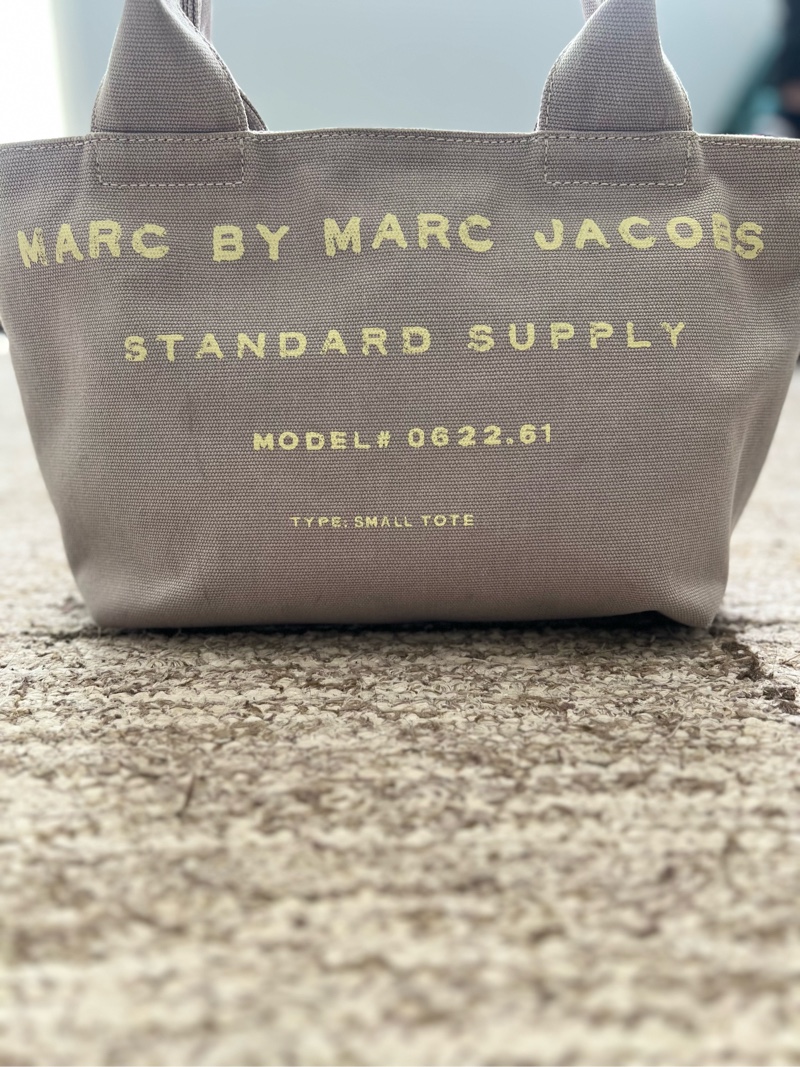 MARC BY MARC JACOBS
STANDARD SUPPLY
MODEL# 0622.61
TYPE: SMALL TOTE